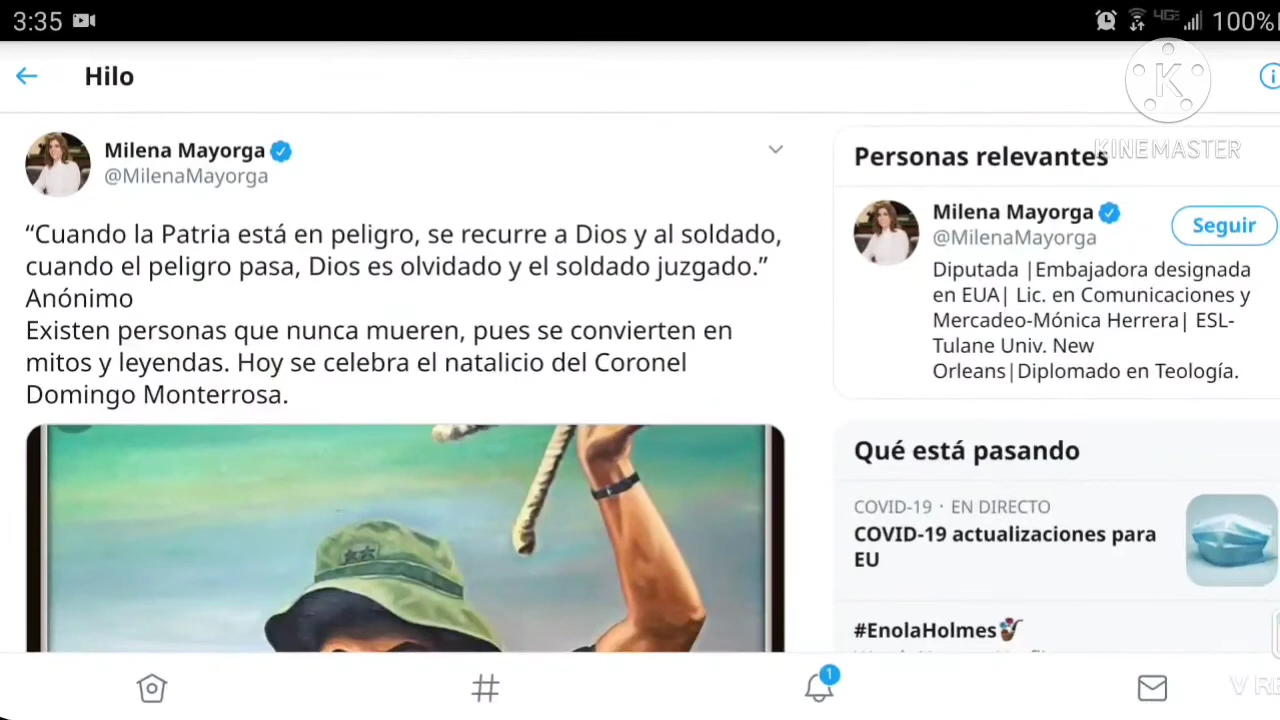 3:35
4GE
100%
Hilo
K
KINEMASTER
Milena Mayorga
@MilenaMayorga
“Cuando la Patria está en peligro, se recurre a Dios y al soldado,
cuando el peligro pasa, Dios es olvidado y el soldado juzgado.”
Anónimo
Existen personas que nunca mueren, pues se convierten en
mitos y leyendas. Hoy se celebra el natalicio del Coronel
Domingo Monterrosa.
Personas relevantes
Milena Mayorga
Seguir
@MilenaMayorga
Diputada |Embajadora designada
en EUA| Lic. en Comunicaciones y
Mercadeo-Mónica Herrera| ESL-
Tulane Univ. New
Orleans|Diplomado en Teología.
Qué está pasando
COVID-19 · EN DIRECTO
COVID-19 actualizaciones para
EU
#EnolaHolmes
1